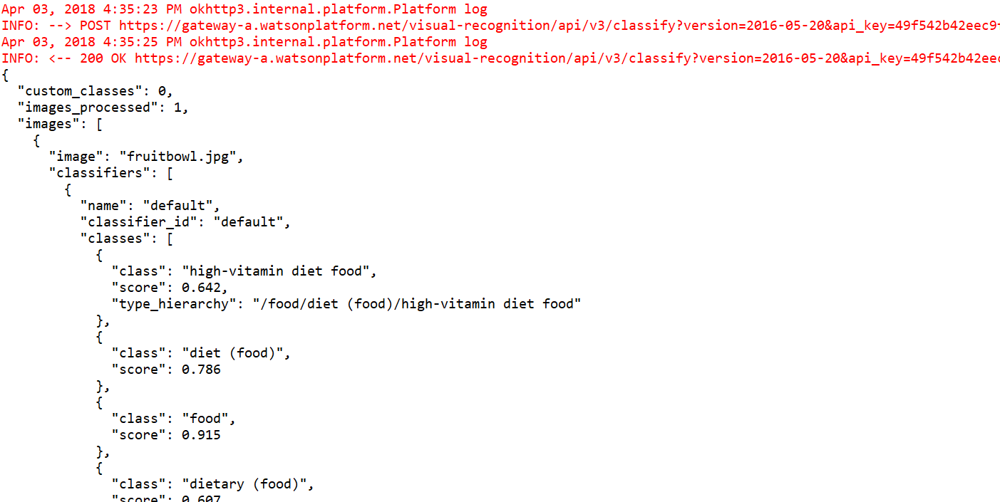 Apr 03, 2018 4:35:23 PM okhttp3.internal.platform.Platform log
INFO: --> POST https://gateway-a.watsonplatform.net/visual-recognition/api/v3/classify?version=2016-05-20&api_key=49f542b42eec9
Apr 03, 2018 4:35:25 PM okhttp3.internal.platform.Platform log
INFO: <-- 200 OK https://gateway-a.watsonplatform.net/visual-recognition/api/v3/classify?version=2016-05-20&api_key=49f542b42eec
{
  "custom_classes": 0,
  "images_processed": 1,
  "images": [
    {
      "image": "fruitbowl.jpg",
      "classifiers": [
        {
          "name": "default",
          "classifier_id": "default",
          "classes": [
            {
              "class": "high-vitamin diet food",
              "score": 0.642,
              "type_hierarchy": "/food/diet (food)/high-vitamin diet food"
            },
            {
              "class": "diet (food)",
              "score": 0.786
            },
            {
              "class": "food",
              "score": 0.915
            },
            {
              "class": "dietary (food)",
              "score": 0.607